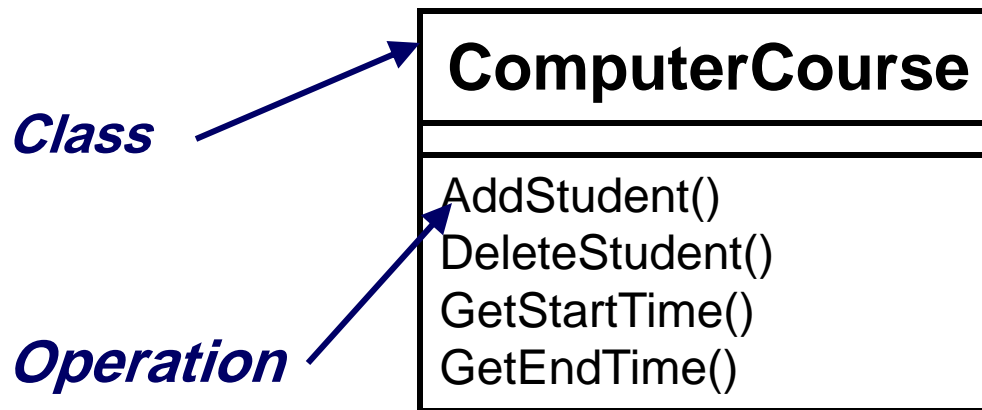 ComputerCourse
Class
AddStudent()
DeleteStudent()
GetStartTime()
Operation
GetEndTime()